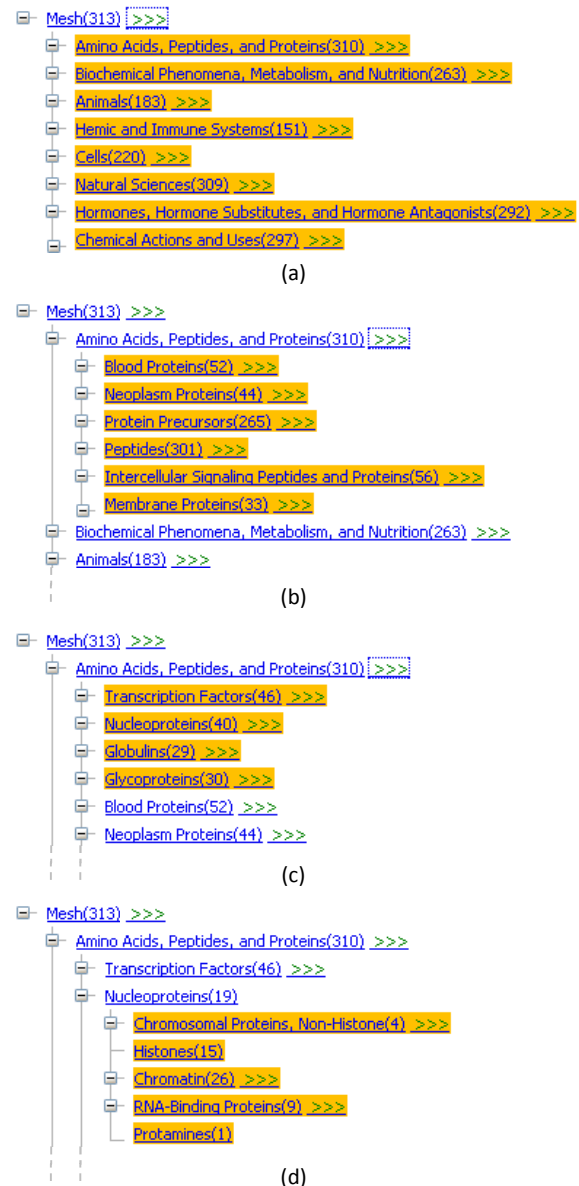 Mesh(313) >>>
Amino Acids, Peptides, and Proteins(310) >>>
Biochemical Phenomena, Metabolism, and Nutrition(263) >>>
Animals(183) >>>
Hemic and Immune Systems(151) >>>
Cells(220) >>>
Natural Sciences(309) >>>
Hormones, Hormone Substitutes, and Hormone Antagonists(292) >>>
Chemical Actions and Uses(297) >>>
(a)
Mesh(313) >>>
Amino Acids, Peptides, and Proteins(310) >>>
Blood Proteins(52) >>>
Neoplasm Proteins(44) >>>
Protein Precursors(265) >>>
Peptides(301) >>>
Intercellular Signaling Peptides and Proteins(56) >>>
Membrane Proteins(33) >>>
Biochemical Phenomena, Metabolism, and Nutrition(263) >>>
Animals(183) >>>
(b)
Mesh(313) >>>
Amino Acids, Peptides, and Proteins(310) >>>
Transcription Factors(46) >>>
Nucleoproteins(40) >>>
Globulins(29) >>>
Glycoproteins(30) >>>
Blood Proteins(52) >>>
Neoplasm Proteins(44) >>>
(c)
Mesh(313) >>>
Amino Acids, Peptides, and Proteins(310) >>>
Transcription Factors(46) >>>
Nucleoproteins(19)
Chromosomal Proteins, Non-Histone(4) >>>
Histones(15)
Chromatin(26) >>>
RNA-Binding Proteins(9) >>>
Protamines(1)
(d)